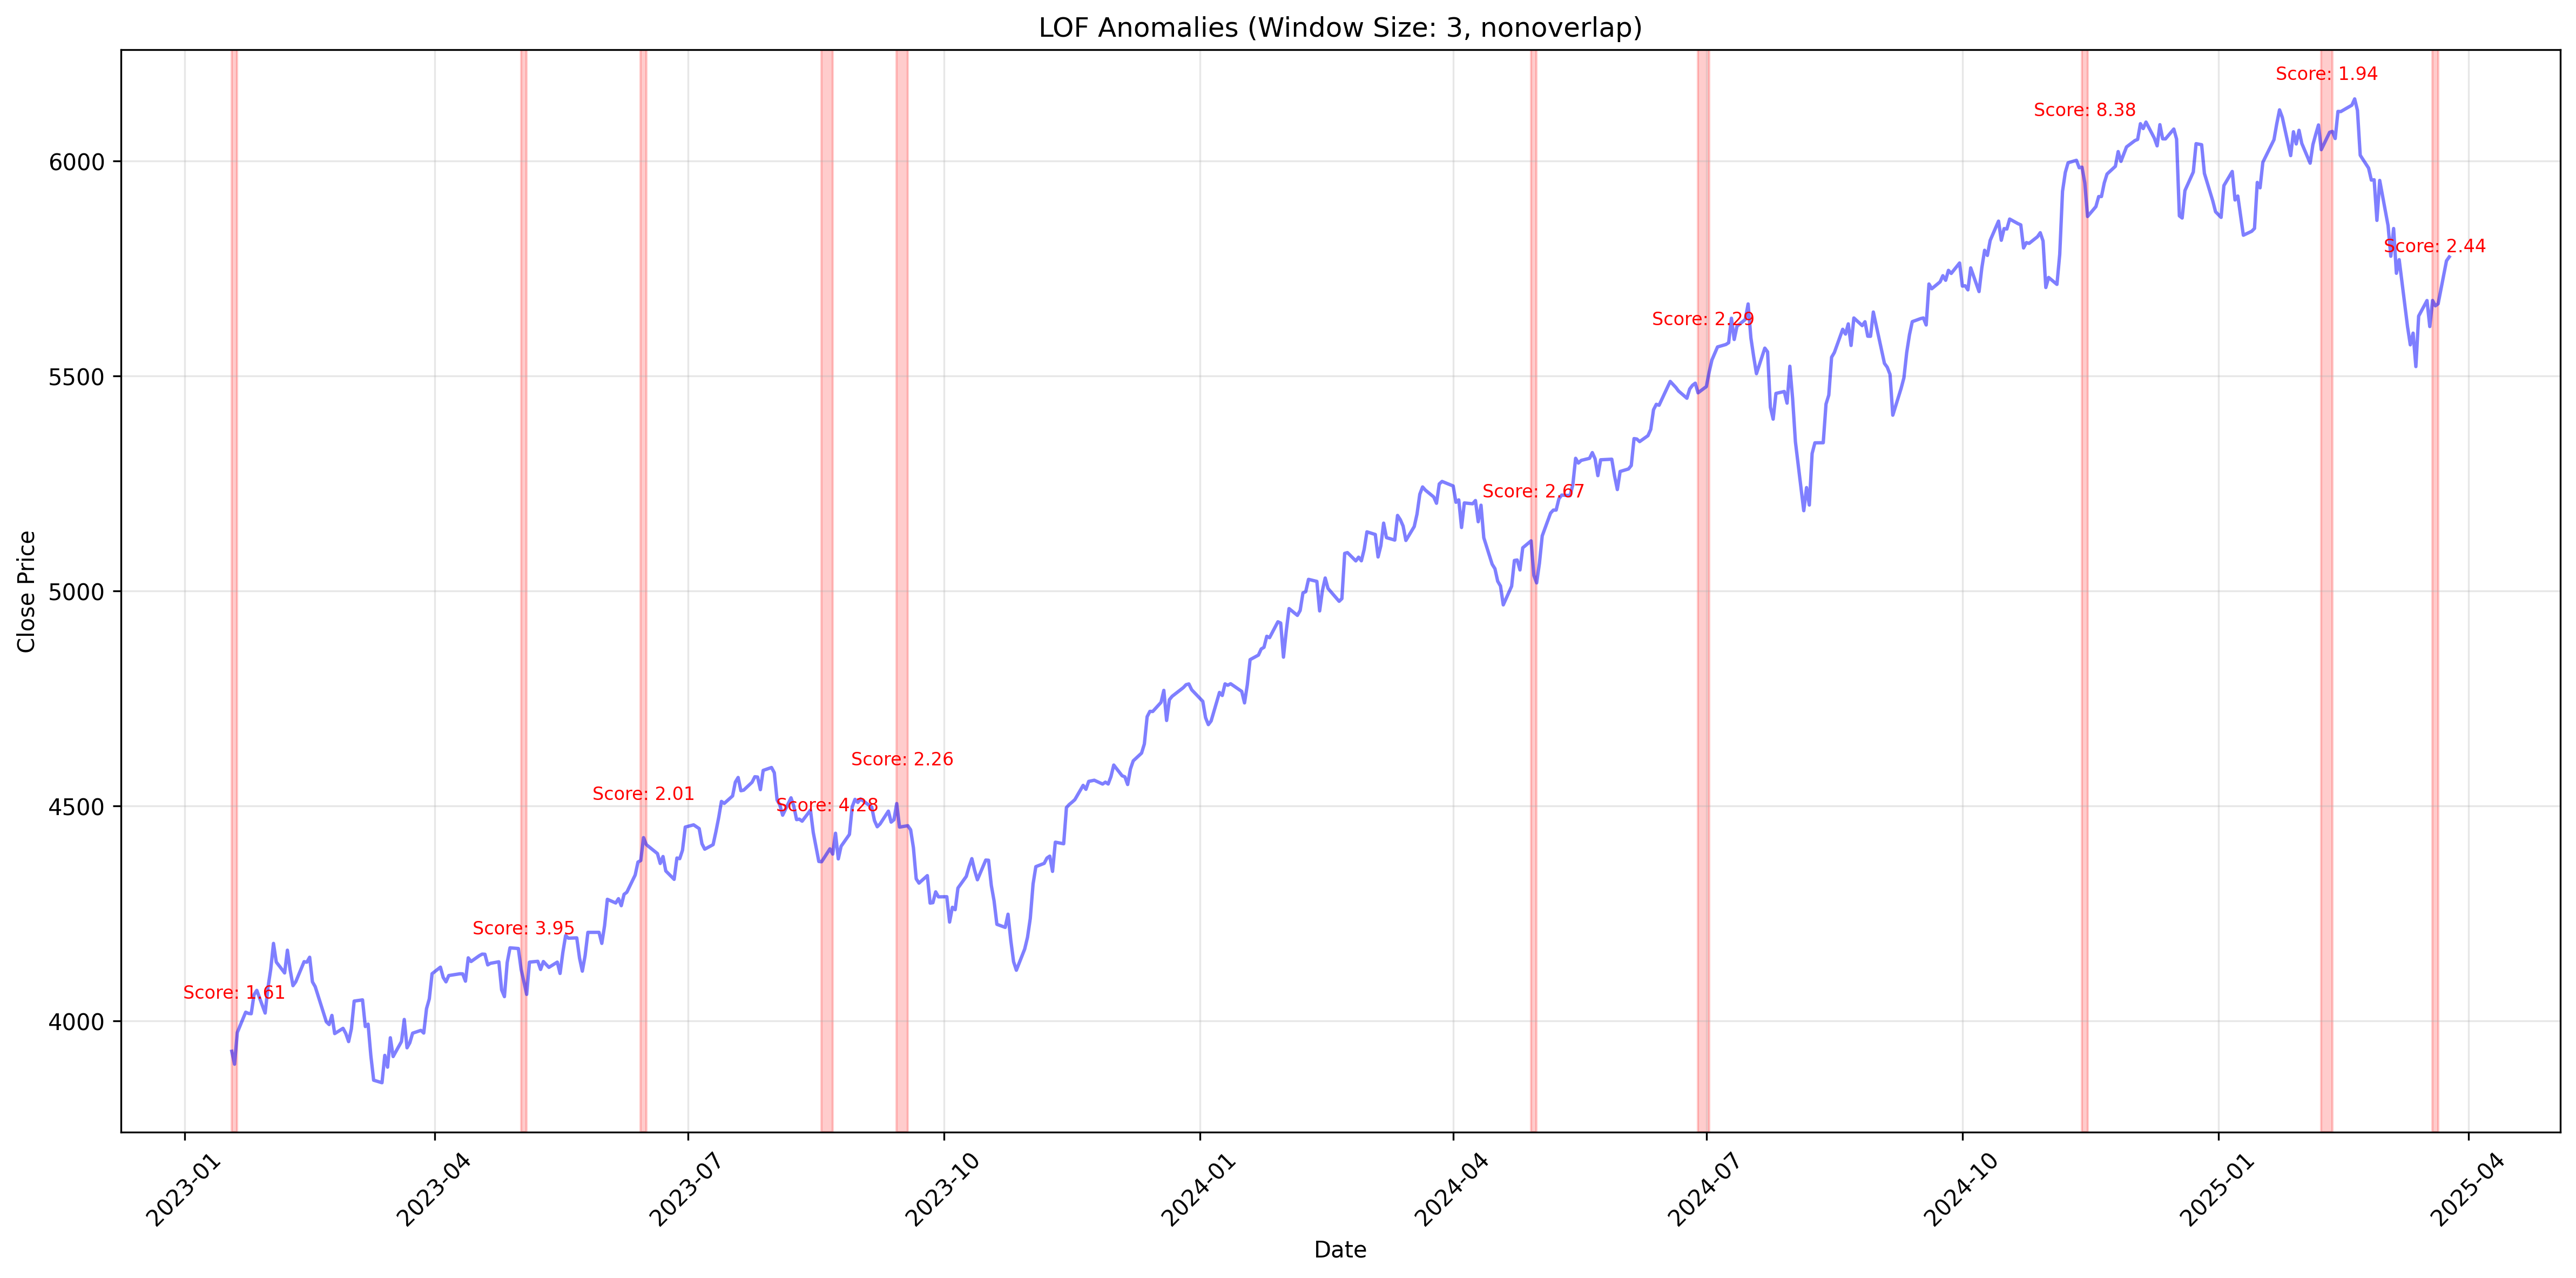 LOF Anomalies (Window Size: 3, nonoverlap)
Score: 1.94
Score: 8.38
6000
Score: 2.44
Score: 2.29
5500
Score: 2.67
Close Price
5000
Score: 2.26
Score: 2.01
Score: 4.28
4500
Score: 3.95
Score: 1.61
4000
2023-01
2023-04
2023-07
2023-10
2024-01
2024-04
2024-07
2024-10
2025-01
2025-04
Date